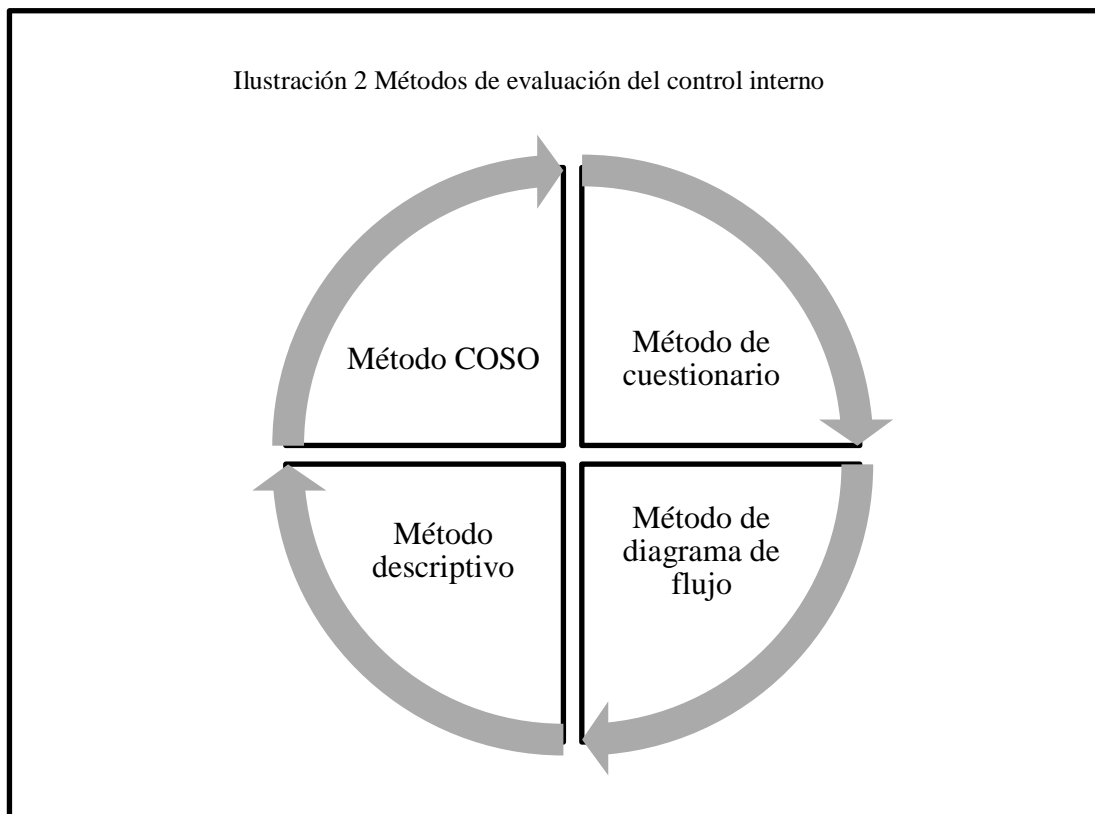 Ilustración 2 Métodos de evaluación del control interno
Método COSO
Método de
cuestionario
Método
descriptivo
Método de
diagrama de
flujo